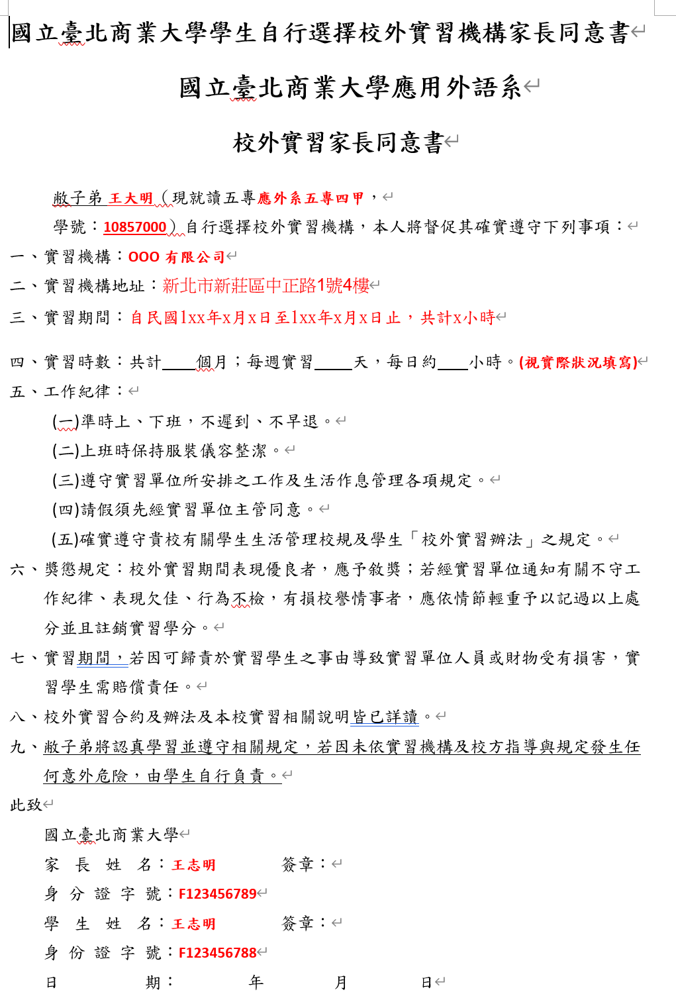 國立臺北商業大學學生自行選擇校外實習機構家長同意書
國立臺北商業大學應用外語系
校外實習家長同意書
敝子弟 王大明（現就讀五專應外系五專四甲，
學號：10857000）自行選擇校外實習機構，本人將督促其確實遵守下列事項：
一、實習機構：OOO 有限公司
二、實習機構地址：新北市新莊區中正路1號4樓
三、實習期間：自民國1xx年x月x日至1xx年x月x日止，共計x小時
四、實習時數：共計____個月；每週實習____天，每日約____小時。(視實際狀況填寫)
五、工作紀律：
(一)準時上、下班，不遲到、不早退。
(二)上班時保持服裝儀容整潔。
(三)遵守實習單位所安排之工作及生活作息管理各項規定。
(四)請假須先經實習單位主管同意。
(五)確實遵守貴校有關學生生活管理校規及學生「校外實習辦法」之規定。
六、獎懲規定：校外實習期間表現優良者，應予敘獎；若經實習單位通知有關不守工
作紀律、表現欠佳、行為不檢，有損校譽情事者，應依情節輕重予以記過以上處
分並且註銷實習學分。
七、實習期間，若因可歸責於實習學生之事由導致實習單位人員或財物受有損害，實
習學生需賠償責任。
八、校外實習合約及辦法及本校實習相關說明皆已詳讀。
九、敝子弟將認真學習並遵守相關規定，若因未依實習機構及校方指導與規定發生任
何意外危險，由學生自行負責。
此致
國立臺北商業大學
家長姓名：王志明 簽章：
身分證字號：F123456789
學生姓名：王志明 簽章：
身份證字號：F123456788
日期： 年 月 日